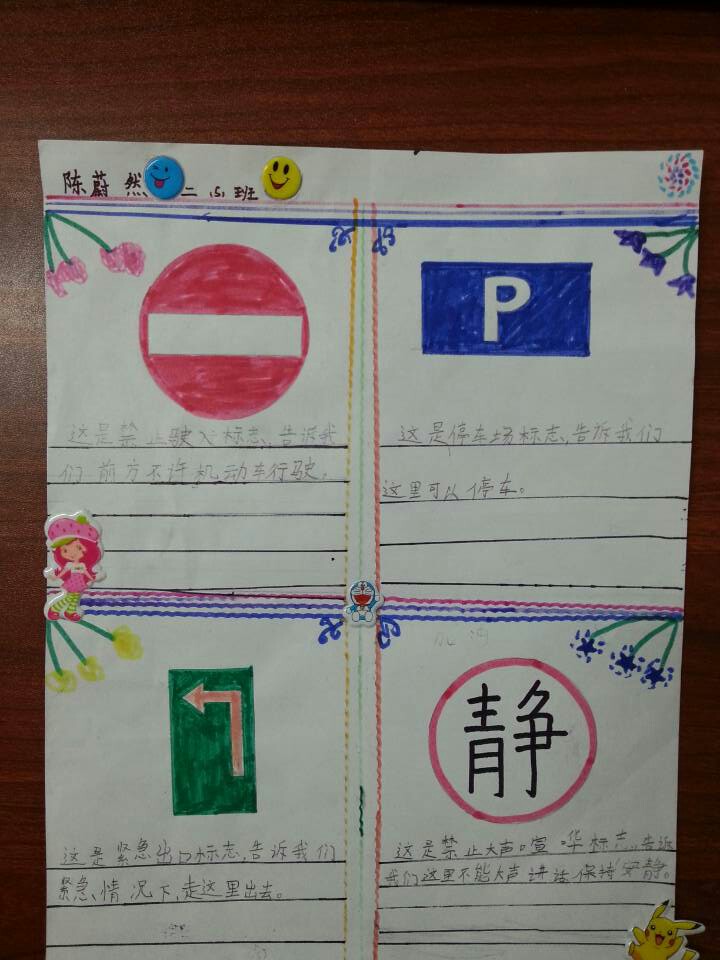 陈蔚然 二.5.班
P
这是禁止驶入标志,告诉我
们前方不许机动车行驶。
这是停车场标志,告诉我们
这里可以停车。
静
这是紧急出口标志,告诉我们
紧急情况下,走这里出去。
这是禁止大声喧哗标志,告诉
我们这里不能大声讲话保持安静。